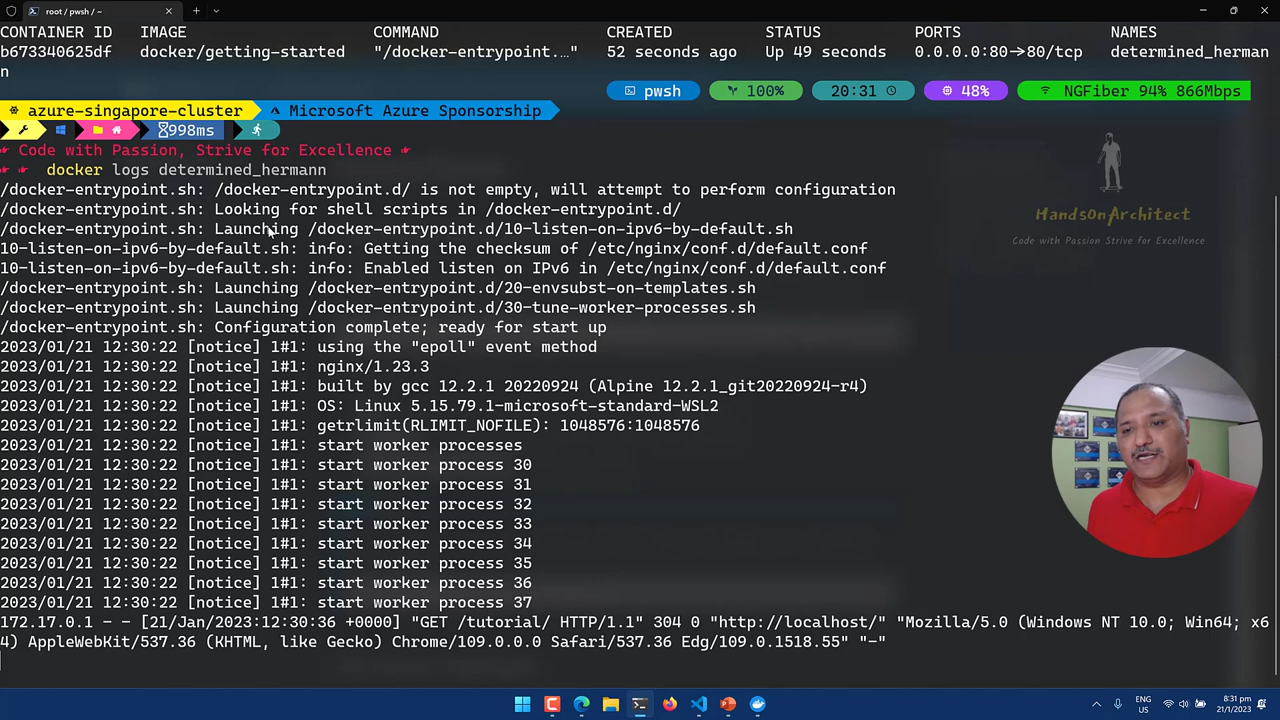 root / pwsh / ~
CONTAINER ID IMAGE COMMAND CREATED STATUS PORTS NAMES
b673340625df docker/getting-started "/docker-entrypoint.…" 52 seconds ago Up 49 seconds 0.0.0.0:80->80/tcp determined_herman
n
pwsh 100% 20:31 48% NGFiber 94% 866Mbps
azure-singapore-cluster Microsoft Azure Sponsorship
998ms
Code with Passion, Strive for Excellence
docker logs determined_hermann
/docker-entrypoint.sh: /docker-entrypoint.d/ is not empty, will attempt to perform configuration
/docker-entrypoint.sh: Looking for shell scripts in /docker-entrypoint.d/
/docker-entrypoint.sh: Launching /docker-entrypoint.d/10-listen-on-ipv6-by-default.sh
10-listen-on-ipv6-by-default.sh: info: Getting the checksum of /etc/nginx/conf.d/default.conf
10-listen-on-ipv6-by-default.sh: info: Enabled listen on IPv6 in /etc/nginx/conf.d/default.conf
/docker-entrypoint.sh: Launching /docker-entrypoint.d/20-envsubst-on-templates.sh
/docker-entrypoint.sh: Launching /docker-entrypoint.d/30-tune-worker-processes.sh
/docker-entrypoint.sh: Configuration complete; ready for start up
2023/01/21 12:30:22 [notice] 1#1: using the "epoll" event method
2023/01/21 12:30:22 [notice] 1#1: nginx/1.23.3
2023/01/21 12:30:22 [notice] 1#1: built by gcc 12.2.1 20220924 (Alpine 12.2.1_git20220924-r4)
2023/01/21 12:30:22 [notice] 1#1: OS: Linux 5.15.79.1-microsoft-standard-WSL2
2023/01/21 12:30:22 [notice] 1#1: getrlimit(RLIMIT_NOFILE): 1048576:1048576
2023/01/21 12:30:22 [notice] 1#1: start worker processes
2023/01/21 12:30:22 [notice] 1#1: start worker process 30
2023/01/21 12:30:22 [notice] 1#1: start worker process 31
2023/01/21 12:30:22 [notice] 1#1: start worker process 32
2023/01/21 12:30:22 [notice] 1#1: start worker process 33
2023/01/21 12:30:22 [notice] 1#1: start worker process 34
2023/01/21 12:30:22 [notice] 1#1: start worker process 35
2023/01/21 12:30:22 [notice] 1#1: start worker process 36
2023/01/21 12:30:22 [notice] 1#1: start worker process 37
172.17.0.1 - - [21/Jan/2023:12:30:36 +0000] "GET /tutorial/ HTTP/1.1" 304 0 "http://localhost/" "Mozilla/5.0 (Windows NT 10.0; Win64; x6
4) AppleWebKit/537.36 (KHTML, like Gecko) Chrome/109.0.0.0 Safari/537.36 Edg/109.0.1518.55" "-"
HandsOnArchitect
Code with Passion Strive for Excellence
ENG
US
8:31 pm
21/1/2023